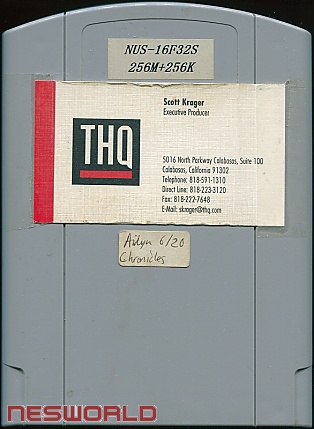 NUS-16F32S
256M+256K
THQ
Scott Krager
Executive Producer
5016 North Parkway Calabasas, Suite 100
Calabasas, California 91302
Telephone: 818-591-1310
Direct Line: 818-223-3120
Fax: 818-222-7648
E-Mail: skrager@thq.com
Aidyn 6/20
Chronicles
NESWORLD